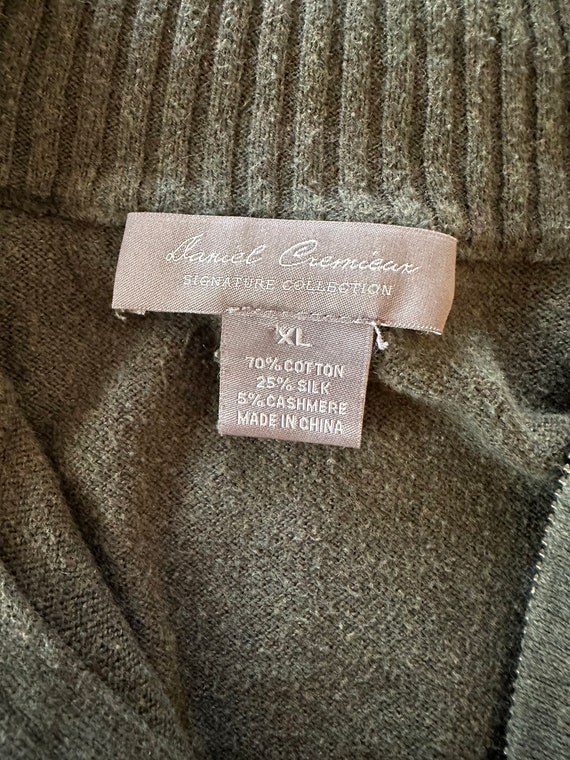 Daniel Cremieux
SIGNATURE COLLECTION
XL
70% COTTON
25% SILK
5% CASHMERE
MADE IN CHINA